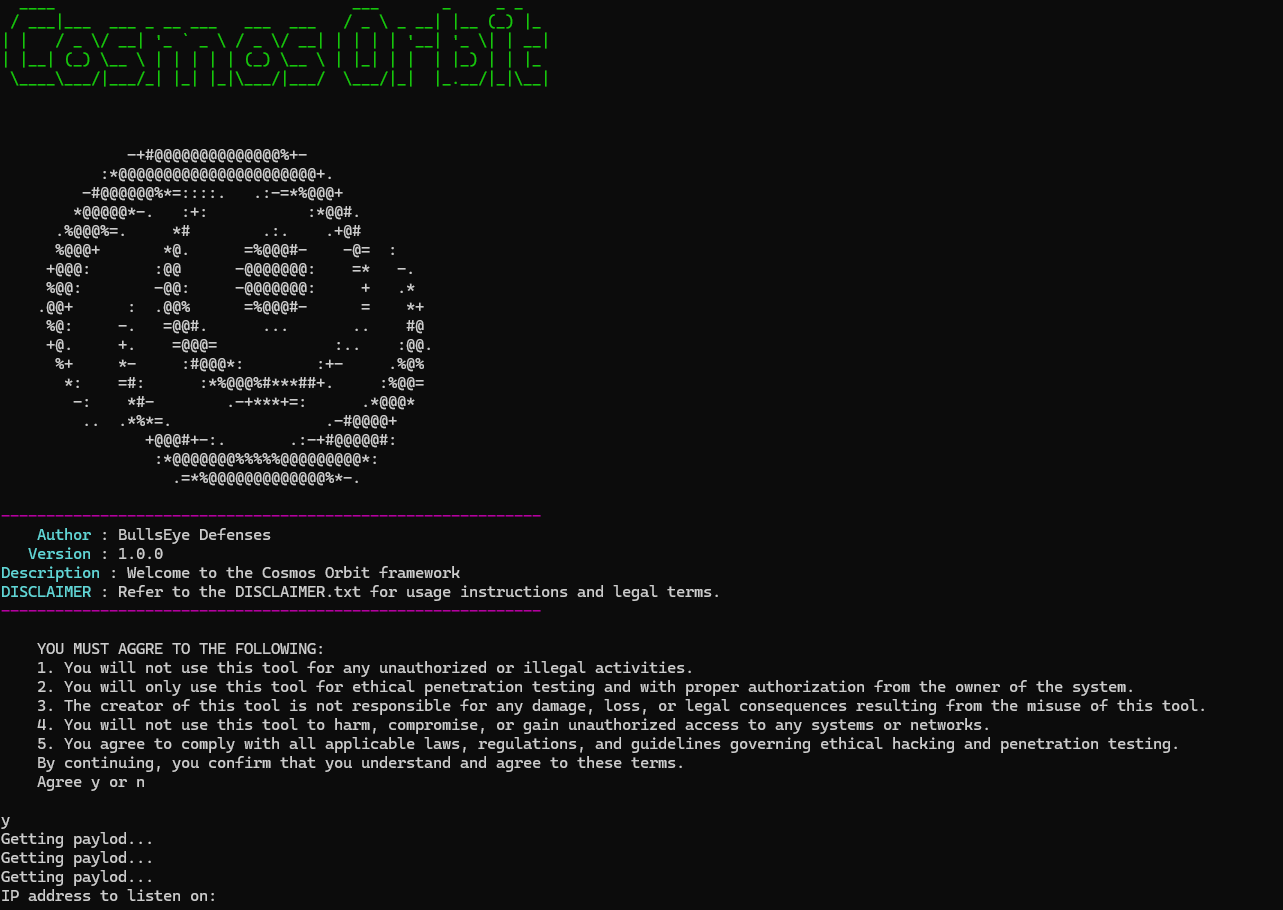 Cosmos Orbit
Author : BullsEye Defenses
Version : 1.0.0
Description : Welcome to the Cosmos Orbit framework
DISCLAIMER : Refer to the DISCLAIMER.txt for usage instructions and legal terms.
YOU MUST AGGRE TO THE FOLLOWING:
1. You will not use this tool for any unauthorized or illegal activities.
2. You will only use this tool for ethical penetration testing and with proper authorization from the owner of the system.
3. The creator of this tool is not responsible for any damage, loss, or legal consequences resulting from the misuse of this tool.
4. You will not use this tool to harm, compromise, or gain unauthorized access to any systems or networks.
5. You agree to comply with all applicable laws, regulations, and guidelines governing ethical hacking and penetration testing.
By continuing, you confirm that you understand and agree to these terms.
Agree y or n
y
Getting paylod...
Getting paylod...
Getting paylod...
IP address to listen on: